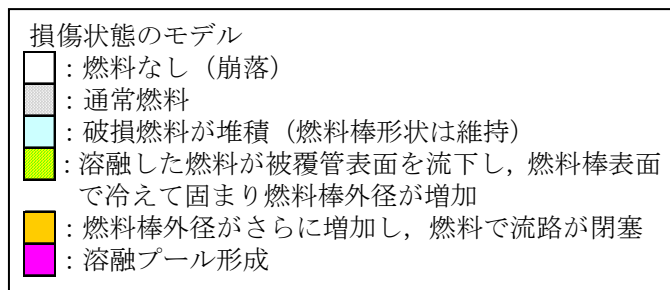 損傷状態のモデル
：燃料なし（崩落）
：通常燃料
：破損燃料が堆積（燃料棒形状は維持）
：溶融した燃料が被覆管表面を流下し，燃料棒表面
で冷えて固まり燃料棒外径が増加
：燃料棒外径がさらに増加し，燃料で流路が閉塞
：溶融プール形成